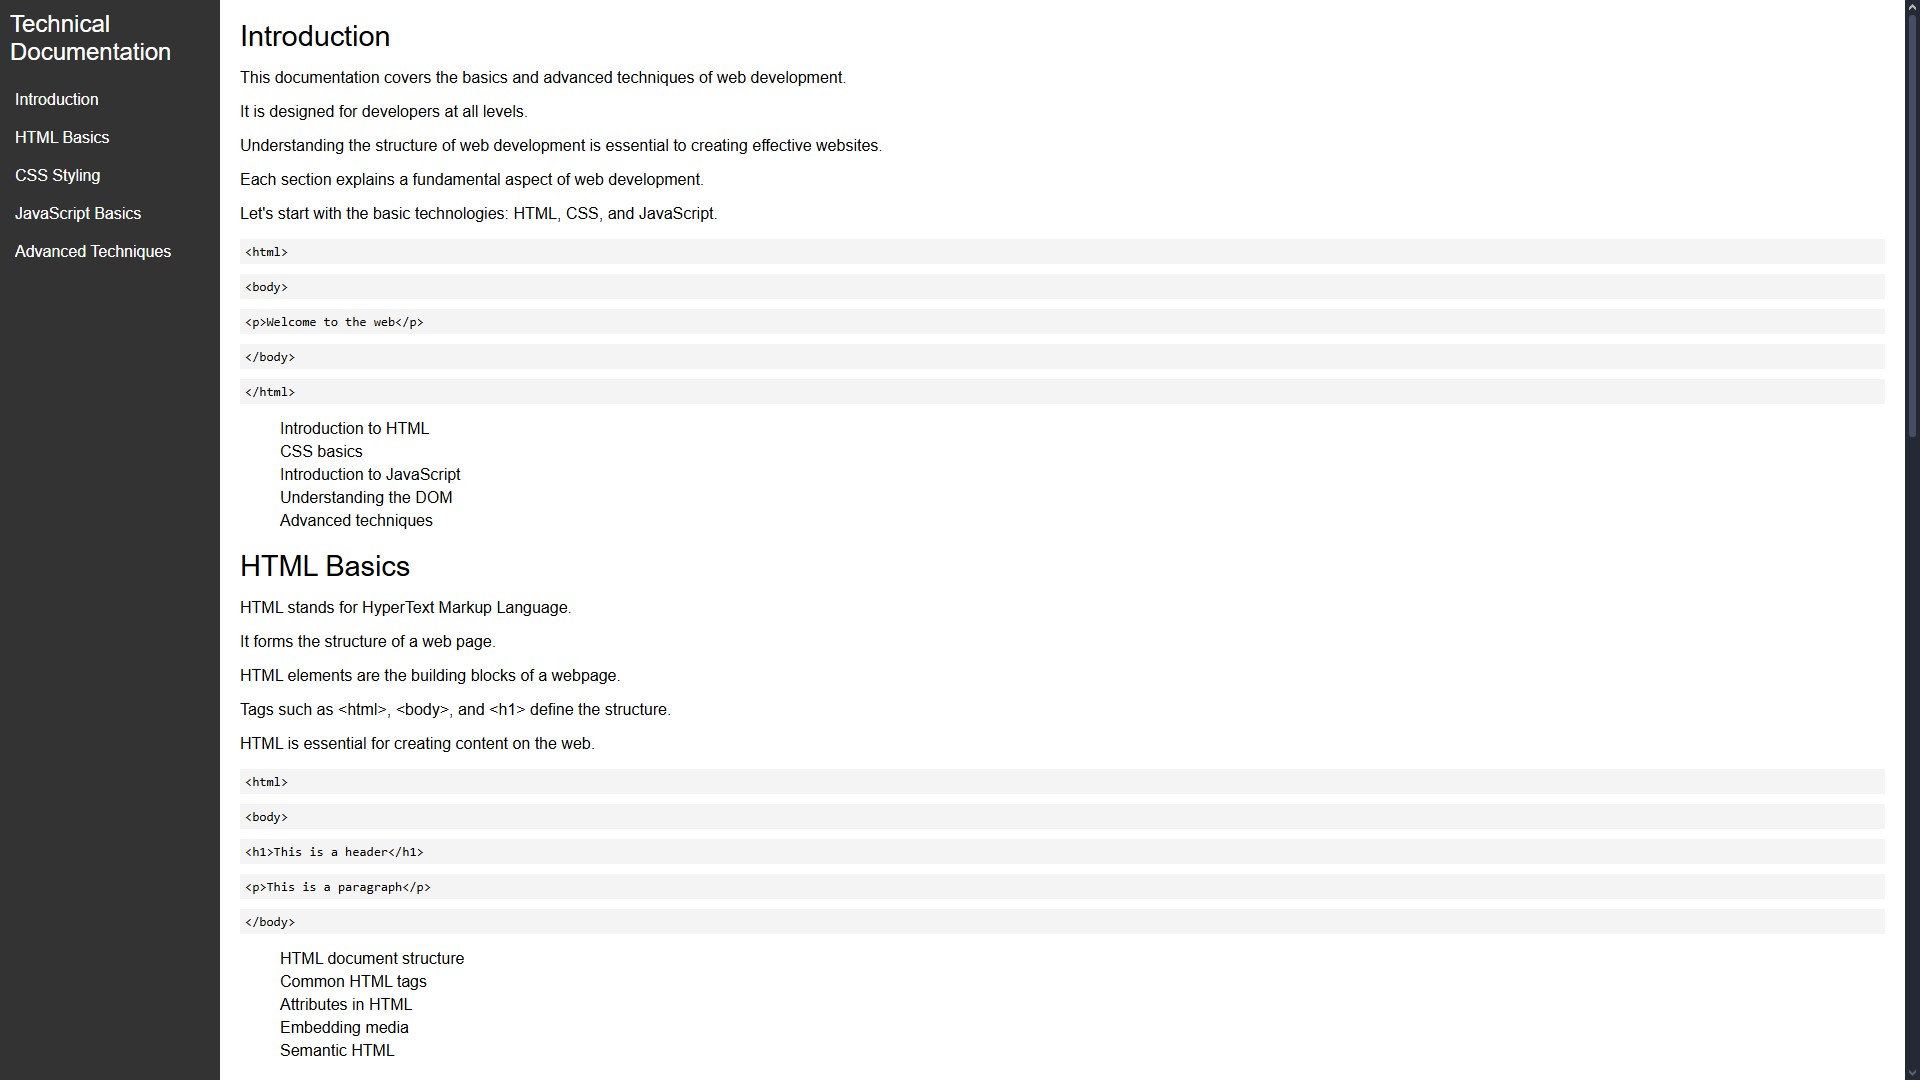 Technical
Documentation
Introduction
HTML Basics
CSS Styling
JavaScript Basics
Advanced Techniques
Introduction
This documentation covers the basics and advanced techniques of web development.
It is designed for developers at all levels.
Understanding the structure of web development is essential to creating effective websites.
Each section explains a fundamental aspect of web development.
Let's start with the basic technologies: HTML, CSS, and JavaScript.
<html>
<body>
<p>Welcome to the web</p>
</body>
</html>
Introduction to HTML
CSS basics
Introduction to JavaScript
Understanding the DOM
Advanced techniques
HTML Basics
HTML stands for HyperText Markup Language.
It forms the structure of a web page.
HTML elements are the building blocks of a webpage.
Tags such as <html>, <body>, and <h1> define the structure.
HTML is essential for creating content on the web.
<html>
<body>
<h1>This is a header</h1>
<p>This is a paragraph</p>
</body>
HTML document structure
Common HTML tags
Attributes in HTML
Embedding media
Semantic HTML